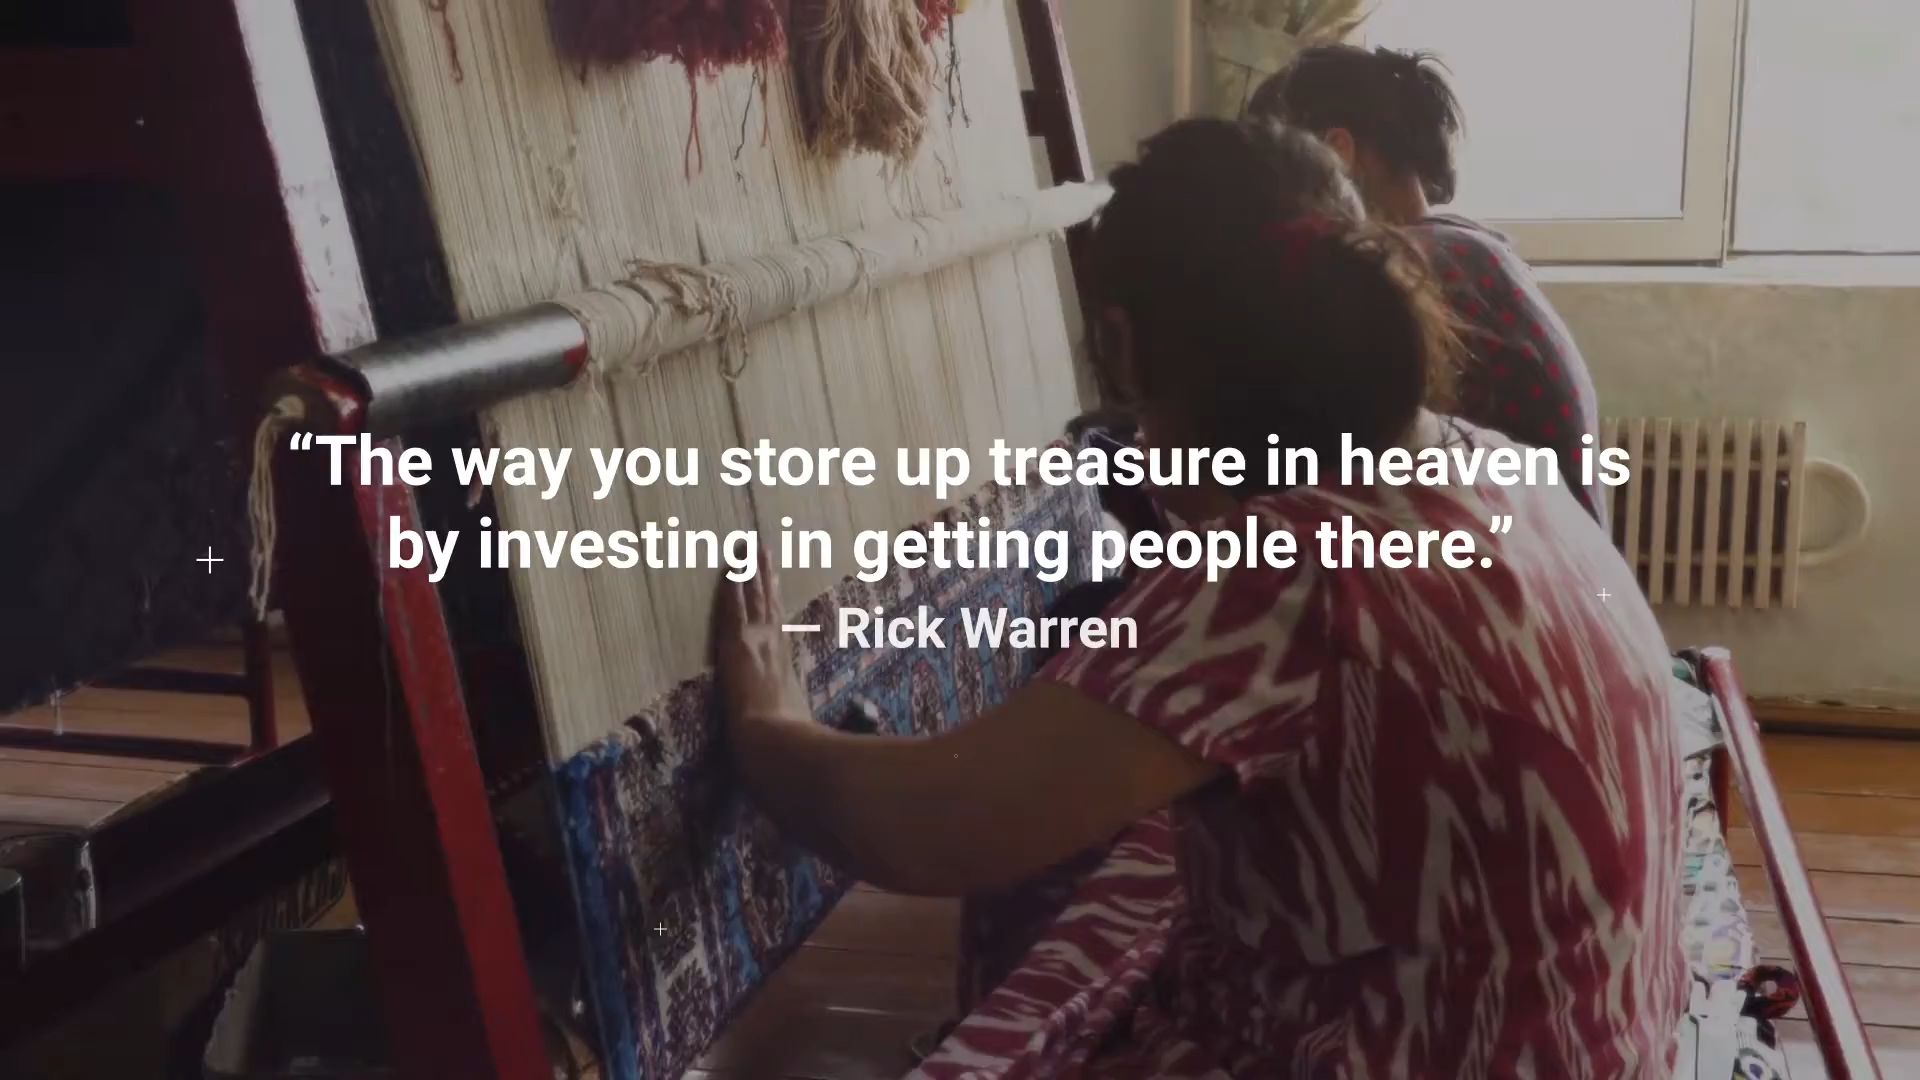 “The way you store up treasure in heaven is
by investing in getting people there.”
— Rick Warren